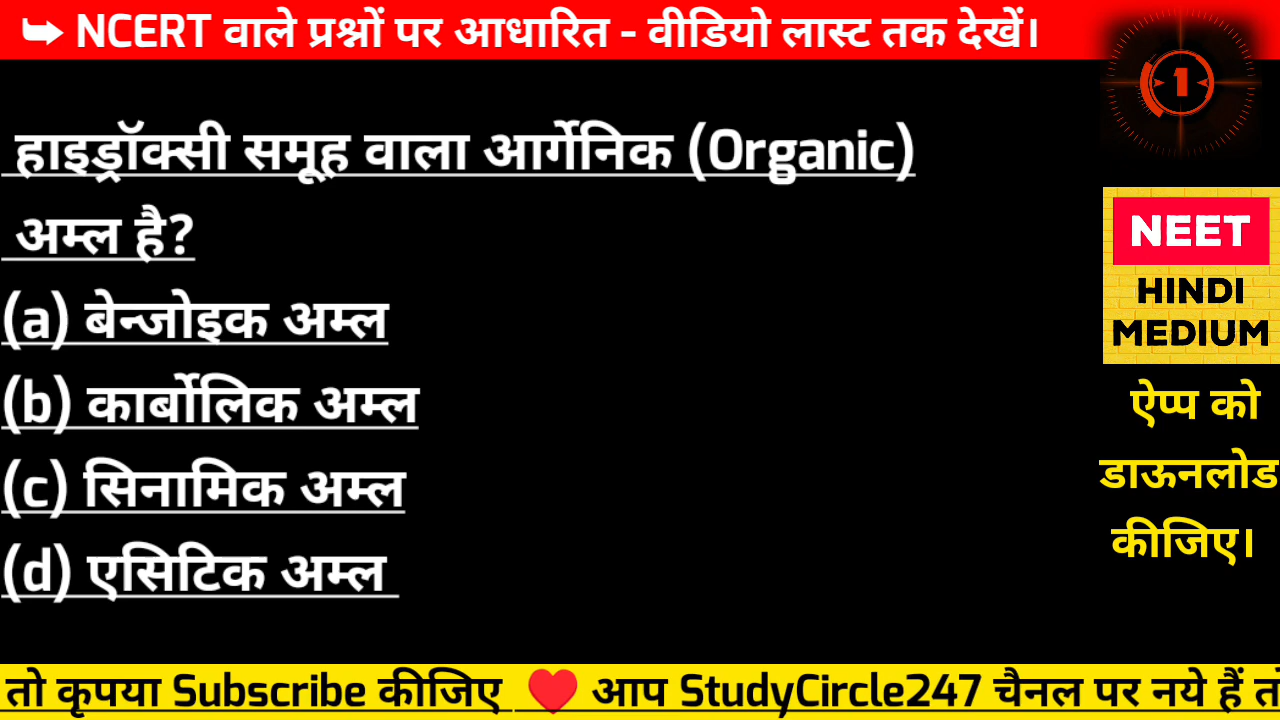 ⮩ NCERT वाले प्रश्नों पर आधारित - वीडियो लास्ट तक देखें।
1
हाइड्रॉक्सी समूह वाला आर्गेनिक (Organic)
अम्ल है?
(a) बेन्जोइक अम्ल
(b) कार्बोलिक अम्ल
(c) सिनामिक अम्ल
(d) एसिटिक अम्ल
NEET
HINDI
MEDIUM
ऐप्प को
डाऊनलोड
कीजिए।
तो कृपया Subscribe कीजिए ❤️ आप StudyCircle247 चैनल पर नये हैं तो